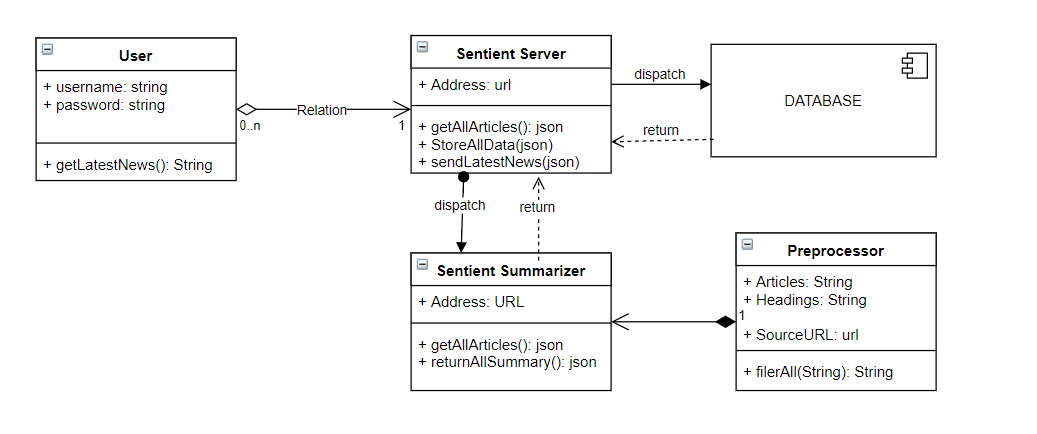 User
+ username: string
+ password: string
+ getLatestNews(): String
0..n
Relation
1
Sentient Server
+ Address: url
+ getAllArticles(): json
+ StoreAllData(json)
+ sendLatestNews(json)
dispatch
return
DATABASE
dispatch
return
Sentient Summarizer
+ Address: URL
+ getAllArticles(): json
+ returnAllSummary(): json
Preprocessor
+ Articles: String
+ Headings: String
1
+ SourceURL: url
+ filerAll(String): String